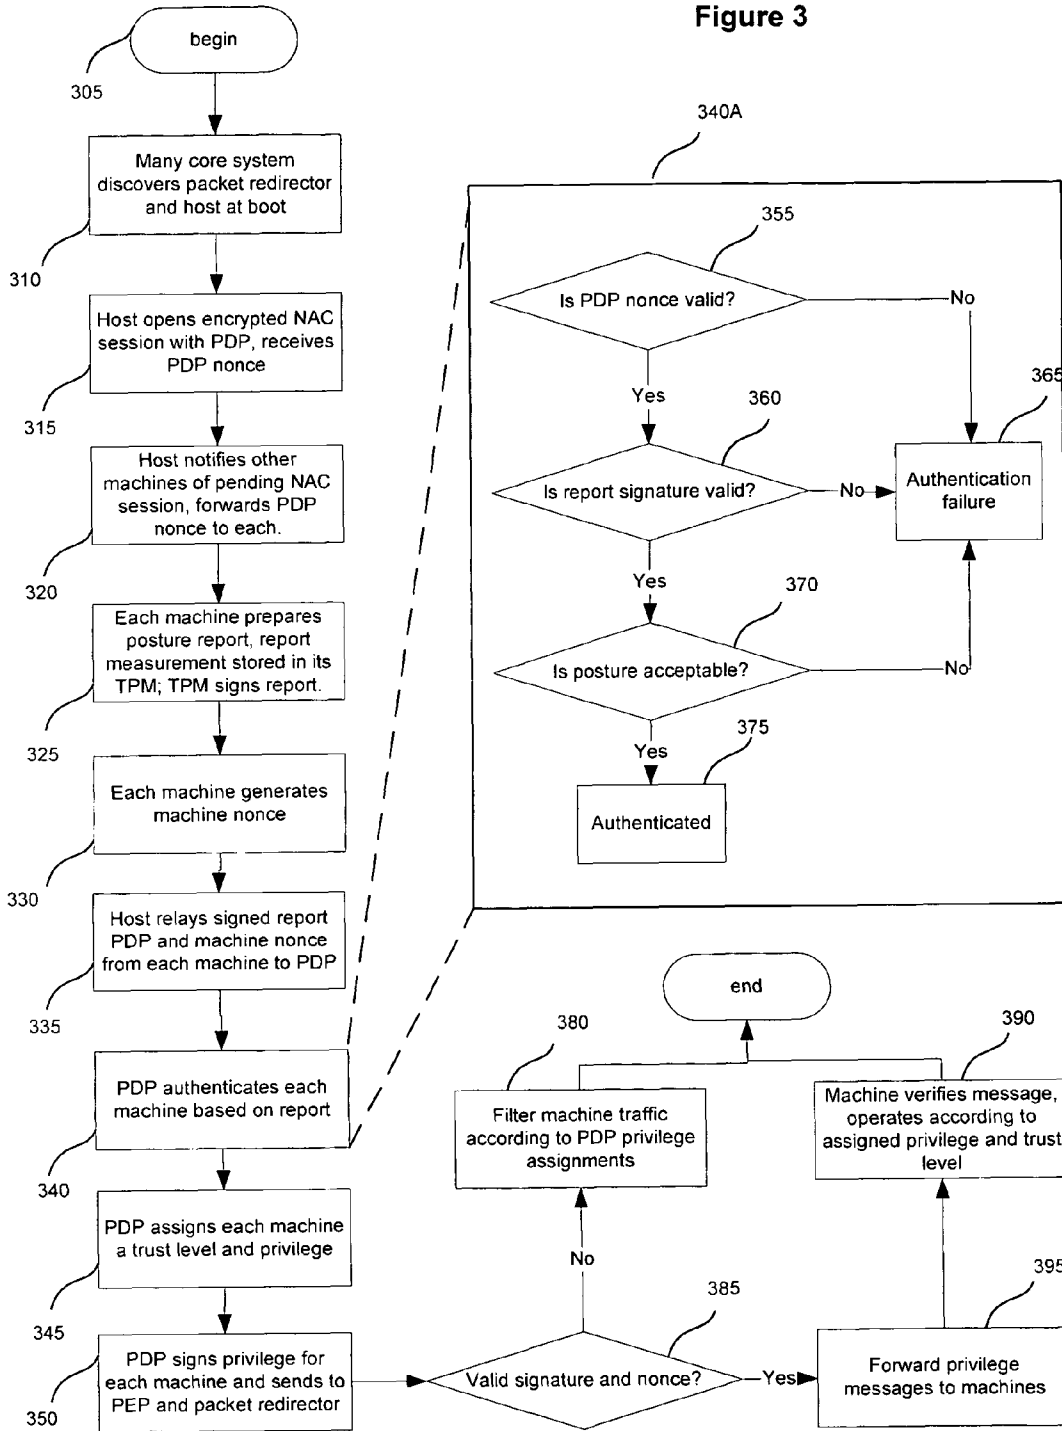 Figure 3
begin
305
Many core system
discovers packet redirector
and host at boot
310
Host opens encrypted NAC
session with PDP, receives
PDP nonce
315
Host notifies other
machines of pending NAC
session, forwards PDP
nonce to each.
320
Each machine prepares
posture report, report
measurement stored in its
TPM; TPM signs report.
325
Each machine generates
machine nonce
330
Host relays signed report
PDP and machine nonce
from each machine to PDP
335
PDP authenticates each
machine based on report
340
PDP assigns each machine
a trust level and privilege
345
PDP signs privilege for
each machine and sends to
PEP and packet redirector
350
340A
355
Is PDP nonce valid?
No
Yes
360
365
Is report signature valid?
No
Authentication
failure
Yes
370
Is posture acceptable?
No
Yes
375
Authenticated
end
380
390
Filter machine traffic
according to PDP privilege
assignments
Machine verifies message,
operates according to
assigned privilege and trust
level
No
385
395
Valid signature and nonce?
Yes
Forward privilege
messages to machines